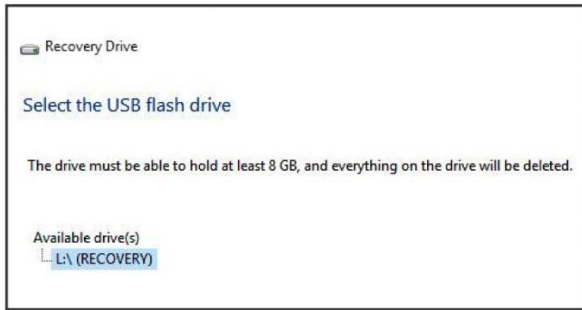 Recovery Drive
Select the USB flash drive
The drive must be able to hold at least 8 GB, and everything on the drive will be deleted.
Available drive(s)
L:\ (RECOVERY)